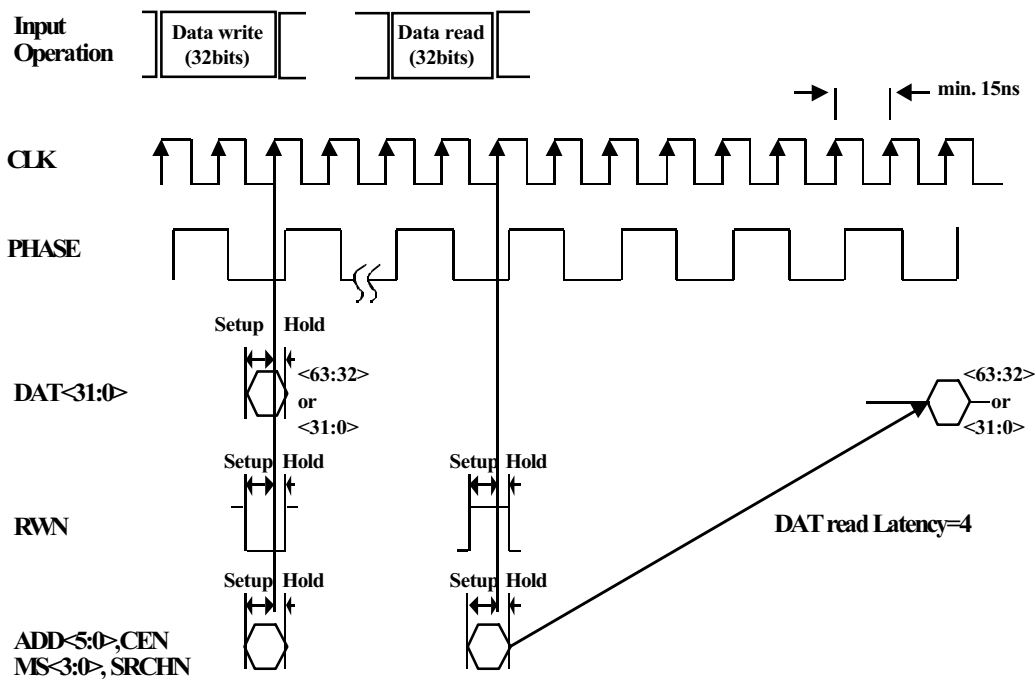 Input
Operation
Data write
(32bits)
Data read
(32bits)
min. 15ns
CLK
PHASE
Setup Hold
DAT<31:0>
<63:32>
or
<31:0>
<63:32>
or
<31:0>
Setup Hold
Setup Hold
RWN
DAT read Latency=4
Setup Hold
Setup Hold
ADD<5:0>,CEN
MS<3:0>, SRCHN